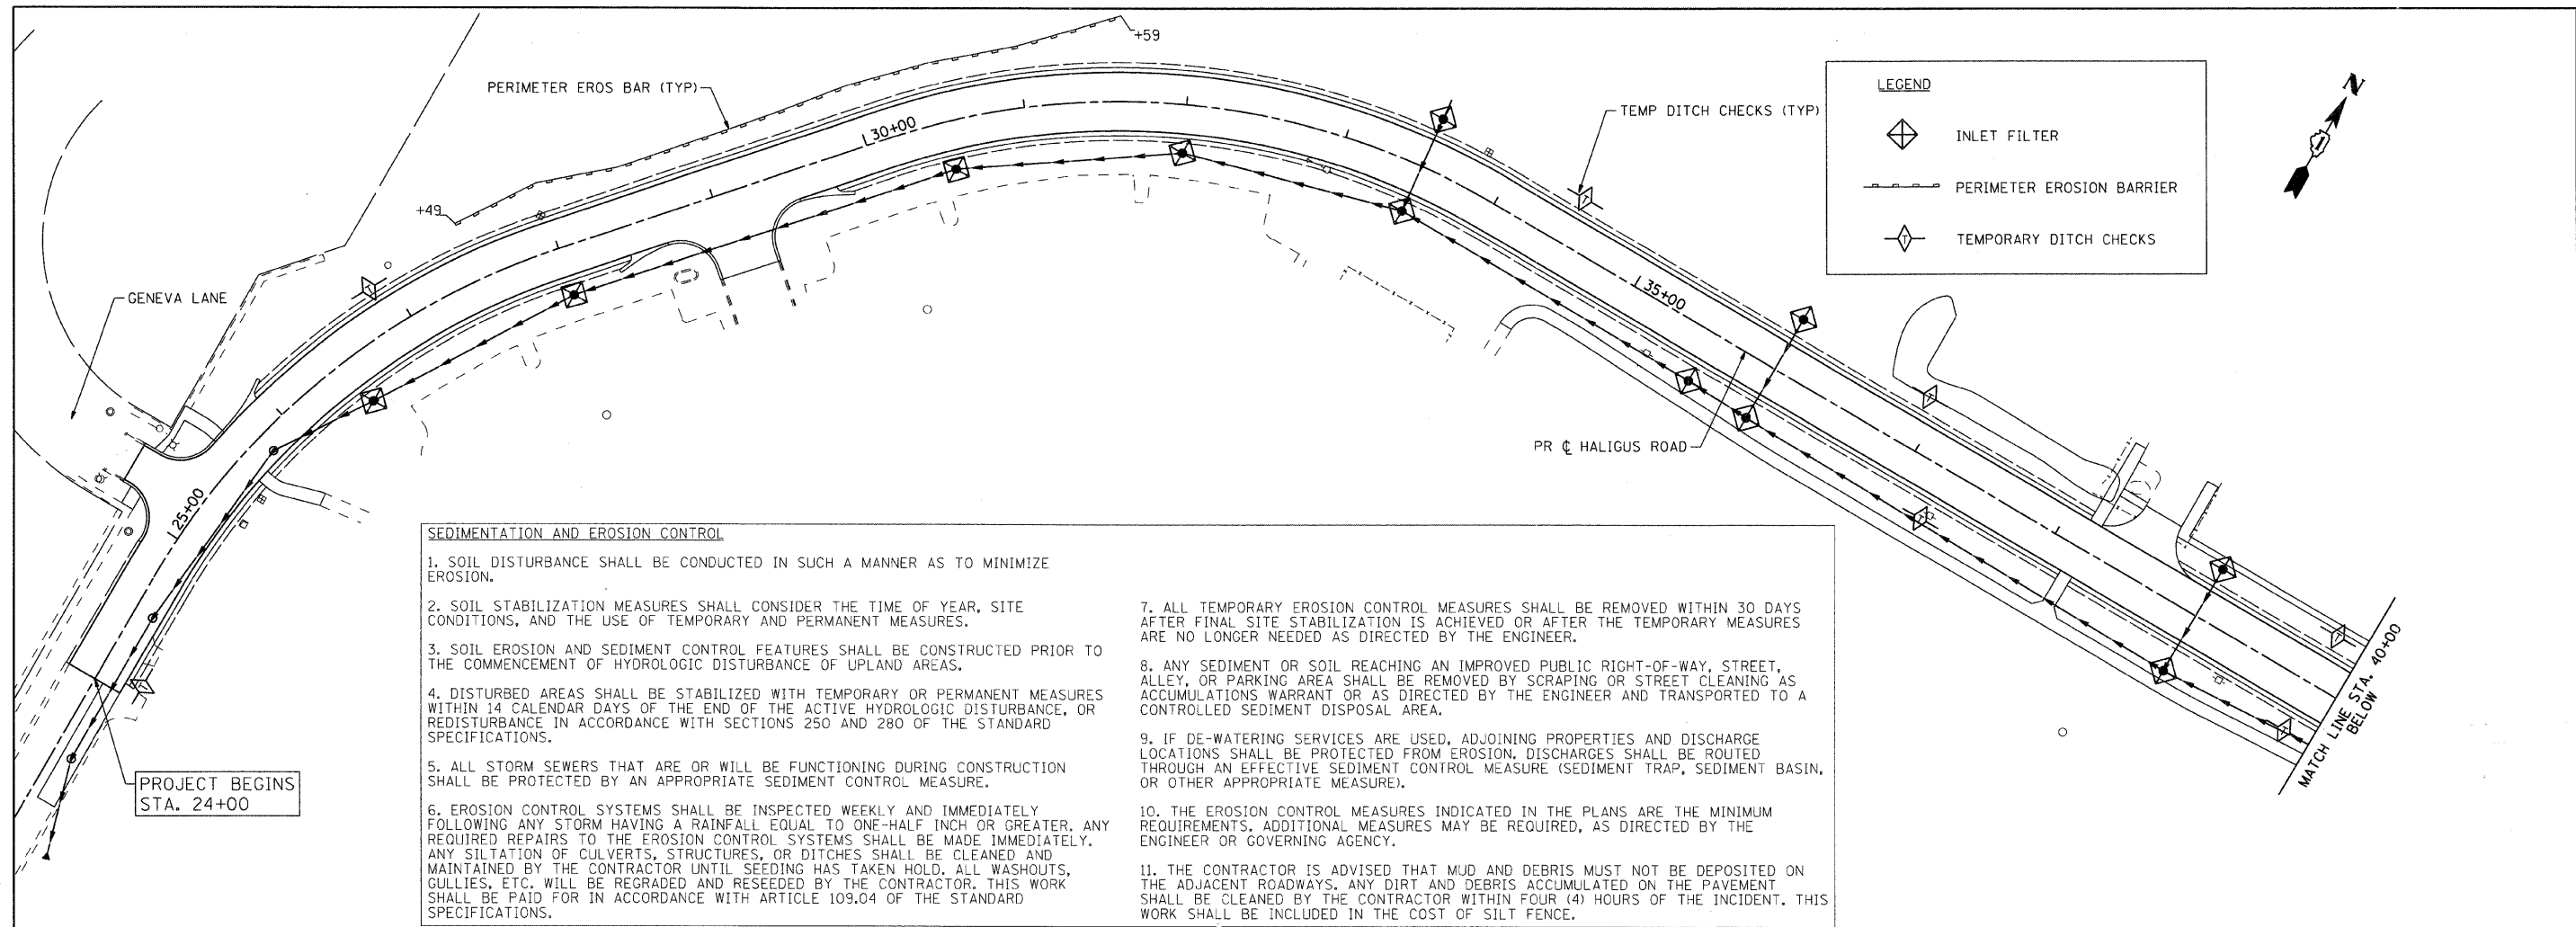 +59
PERIMETER EROS BAR (TYP)
30+00
TEMP DITCH CHECKS (TYP)
LEGEND
INLET FILTER
PERIMETER EROSION BARRIER
T TEMPORARY DITCH CHECKS
N
+49
GENEVA LANE
35+00
PR ℄ HALIGUS ROAD
25+00
PROJECT BEGINS
STA. 24+00
MATCH LINE STA. 40+00
BELOW
SEDIMENTATION AND EROSION CONTROL
1. SOIL DISTURBANCE SHALL BE CONDUCTED IN SUCH A MANNER AS TO MINIMIZE
EROSION.
2. SOIL STABILIZATION MEASURES SHALL CONSIDER THE TIME OF YEAR, SITE
CONDITIONS, AND THE USE OF TEMPORARY AND PERMANENT MEASURES.
3. SOIL EROSION AND SEDIMENT CONTROL FEATURES SHALL BE CONSTRUCTED PRIOR TO
THE COMMENCEMENT OF HYDROLOGIC DISTURBANCE OF UPLAND AREAS.
4. DISTURBED AREAS SHALL BE STABILIZED WITH TEMPORARY OR PERMANENT MEASURES
WITHIN 14 CALENDAR DAYS OF THE END OF THE ACTIVE HYDROLOGIC DISTURBANCE, OR
REDISTURBANCE IN ACCORDANCE WITH SECTIONS 250 AND 280 OF THE STANDARD
SPECIFICATIONS.
5. ALL STORM SEWERS THAT ARE OR WILL BE FUNCTIONING DURING CONSTRUCTION
SHALL BE PROTECTED BY AN APPROPRIATE SEDIMENT CONTROL MEASURE.
6. EROSION CONTROL SYSTEMS SHALL BE INSPECTED WEEKLY AND IMMEDIATELY
FOLLOWING ANY STORM HAVING A RAINFALL EQUAL TO ONE-HALF INCH OR GREATER. ANY
REQUIRED REPAIRS TO THE EROSION CONTROL SYSTEMS SHALL BE MADE IMMEDIATELY.
ANY SILTATION OF CULVERTS, STRUCTURES, OR DITCHES SHALL BE CLEANED AND
MAINTAINED BY THE CONTRACTOR UNTIL SEEDING HAS TAKEN HOLD. ALL WASHOUTS,
GULLIES, ETC. WILL BE REGRADED AND RESEEDED BY THE CONTRACTOR. THIS WORK
SHALL BE PAID FOR IN ACCORDANCE WITH ARTICLE 109.04 OF THE STANDARD
SPECIFICATIONS.
7. ALL TEMPORARY EROSION CONTROL MEASURES SHALL BE REMOVED WITHIN 30 DAYS
AFTER FINAL SITE STABILIZATION IS ACHIEVED OR AFTER THE TEMPORARY MEASURES
ARE NO LONGER NEEDED AS DIRECTED BY THE ENGINEER.
8. ANY SEDIMENT OR SOIL REACHING AN IMPROVED PUBLIC RIGHT-OF-WAY, STREET,
ALLEY, OR PARKING AREA SHALL BE REMOVED BY SCRAPING OR STREET CLEANING AS
ACCUMULATIONS WARRANT OR AS DIRECTED BY THE ENGINEER AND TRANSPORTED TO A
CONTROLLED SEDIMENT DISPOSAL AREA.
9. IF DE-WATERING SERVICES ARE USED, ADJOINING PROPERTIES AND DISCHARGE
LOCATIONS SHALL BE PROTECTED FROM EROSION. DISCHARGES SHALL BE ROUTED
THROUGH AN EFFECTIVE SEDIMENT CONTROL MEASURE (SEDIMENT TRAP, SEDIMENT BASIN,
OR OTHER APPROPRIATE MEASURE).
10. THE EROSION CONTROL MEASURES INDICATED IN THE PLANS ARE THE MINIMUM
REQUIREMENTS. ADDITIONAL MEASURES MAY BE REQUIRED, AS DIRECTED BY THE
ENGINEER OR GOVERNING AGENCY.
11. THE CONTRACTOR IS ADVISED THAT MUD AND DEBRIS MUST NOT BE DEPOSITED ON
THE ADJACENT ROADWAYS. ANY DIRT AND DEBRIS ACCUMULATED ON THE PAVEMENT
SHALL BE CLEANED BY THE CONTRACTOR WITHIN FOUR (4) HOURS OF THE INCIDENT. THIS
WORK SHALL BE INCLUDED IN THE COST OF SILT FENCE.